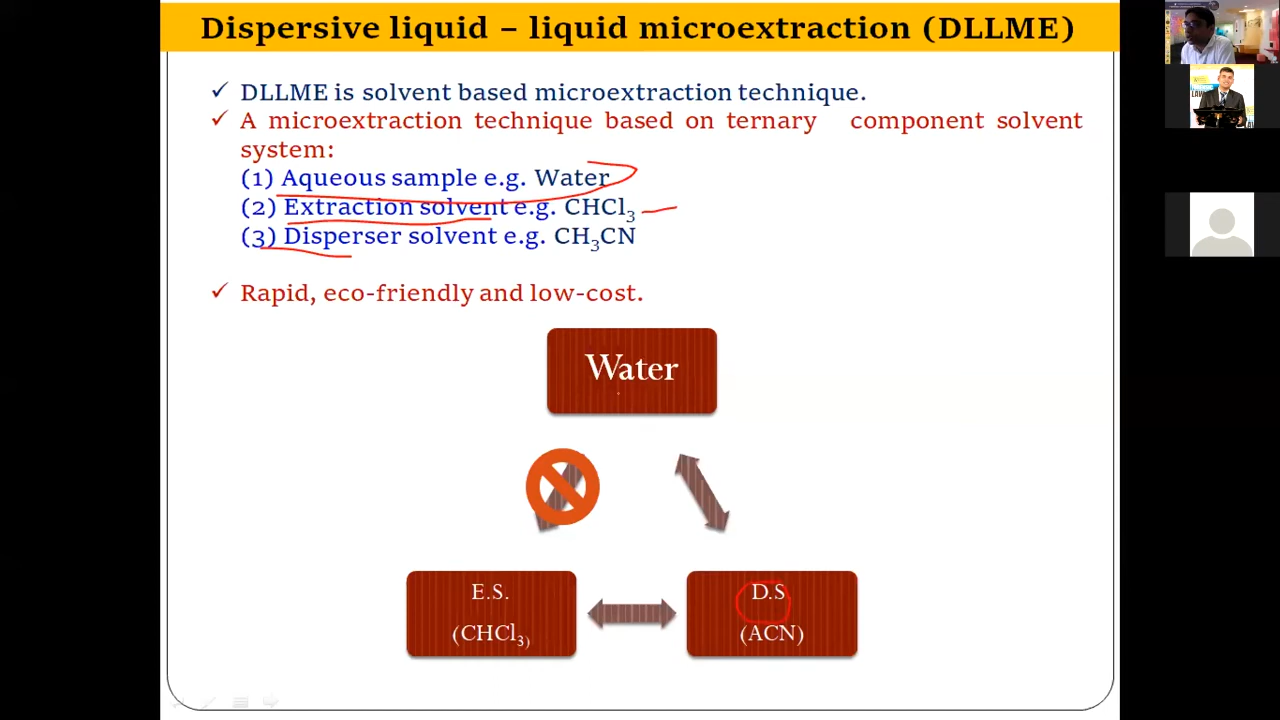 Dispersive liquid – liquid microextraction (DLLME)
✓ DLLME is solvent based microextraction technique.
✓ A microextraction technique based on ternary component solvent
system:
(1) Aqueous sample e.g. Water
(2) Extraction solvent e.g. CHCl₃
(3) Disperser solvent e.g. CH₃CN
✓ Rapid, eco-friendly and low-cost.
Water
E.S.
(CHCl₃)
D.S
(ACN)